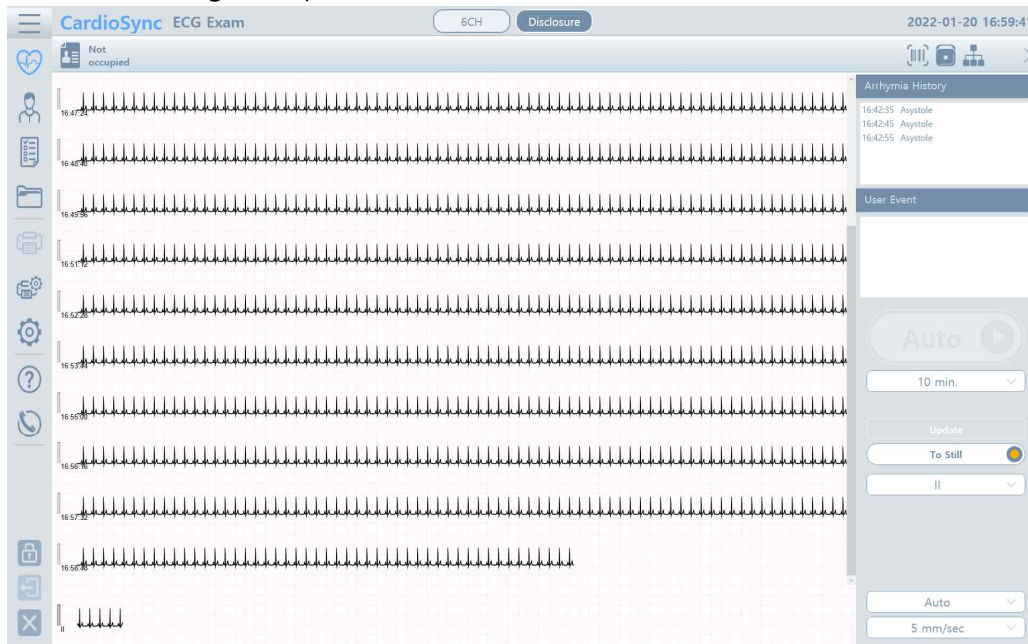 CardioSync ECG Exam 6CH Disclosure 2022-01-20 16:59:4
Not
occupied
16:47:24
16:48:40
16:49:56
16:51:12
16:52:28
16:53:44
16:55:00
16:56:16
16:57:32
16:58:48
II
Arrhymia History
16:42:35 Asystole
16:42:45 Asystole
16:42:55 Asystole
User Event
Auto
10 min.
Update
To Still
II
Auto
5 mm/sec